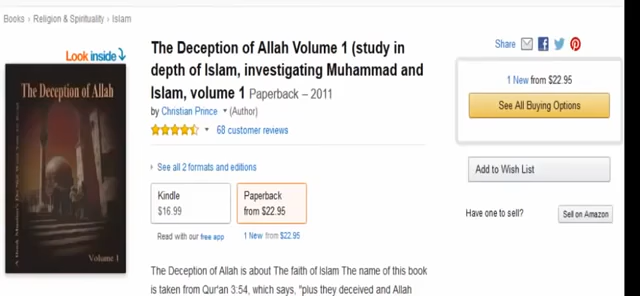 Books › Religion & Spirituality › Islam
Look inside
The Deception of Allah
Volume 1
The Deception of Allah Volume 1 (study in
depth of Islam, investigating Muhammad and
Islam, volume 1 Paperback – 2011
by Christian Prince (Author)
68 customer reviews
See all 2 formats and editions
Kindle
$16.99
Paperback
from $22.95
Read with our free app
1 New from $22.95
The Deception of Allah is about The faith of Islam The name of this book
is taken from Qur'an 3:54, which says, "plus they deceived and Allah
Share
1 New from $22.95
See All Buying Options
Add to Wish List
Have one to sell?
Sell on Amazon